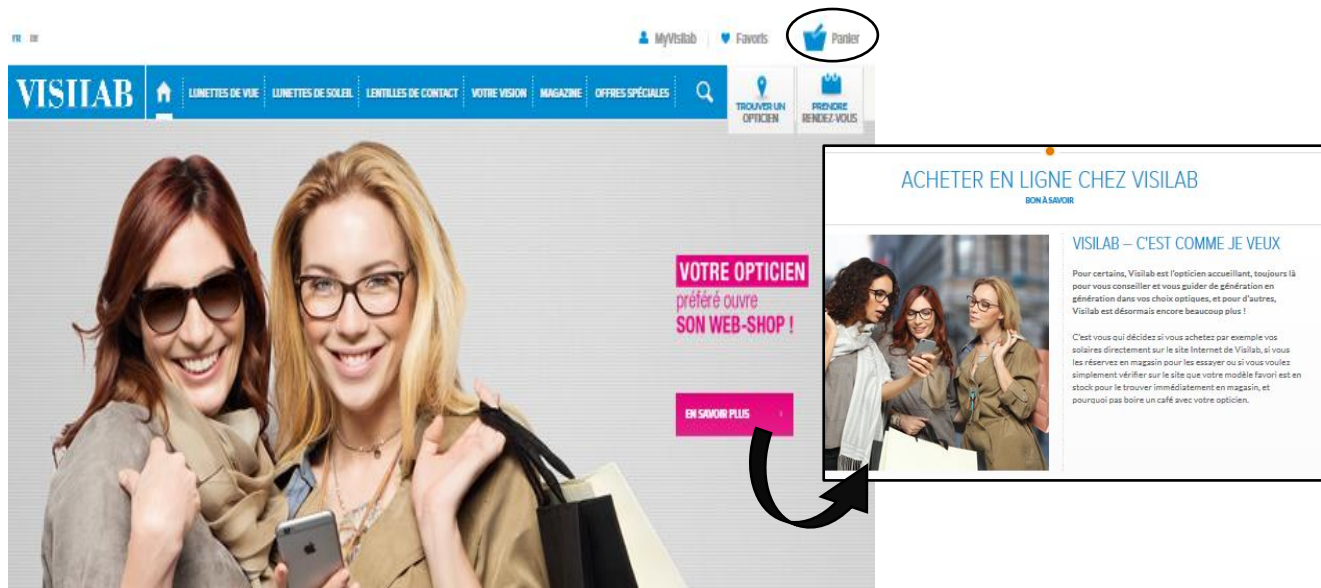 FR DE
MyVisilab
Favoris
Panier
VISILAB
LUNETTES DE VUE
LUNETTES DE SOLEIL
LENTILLES DE CONTACT
VOTRE VISION
MAGAZINE
OFFRES SPÉCIALES
TROUVER UN
OPTICIEN
PRENDRE
RENDEZ-VOUS
VOTRE OPTICIEN
préféré ouvre
SON WEB-SHOP !
EN SAVOIR PLUS
ACHETER EN LIGNE CHEZ VISILAB
BON À SAVOIR
VISILAB – C'EST COMME JE VEUX
Pour certains, Visilab est l'opticien accueillant, toujours là
pour vous conseiller et vous guider de génération en
génération dans vos choix optiques, et pour d'autres,
Visilab est désormais encore beaucoup plus !
C'est vous qui décidez si vous achetez par exemple vos
solaires directement sur le site Internet de Visilab, si vous
les réservez en magasin pour les essayer ou si vous voulez
simplement vérifier sur le site que votre modèle favori est en
stock pour le trouver immédiatement en magasin, et
pourquoi pas boire un café avec votre opticien.